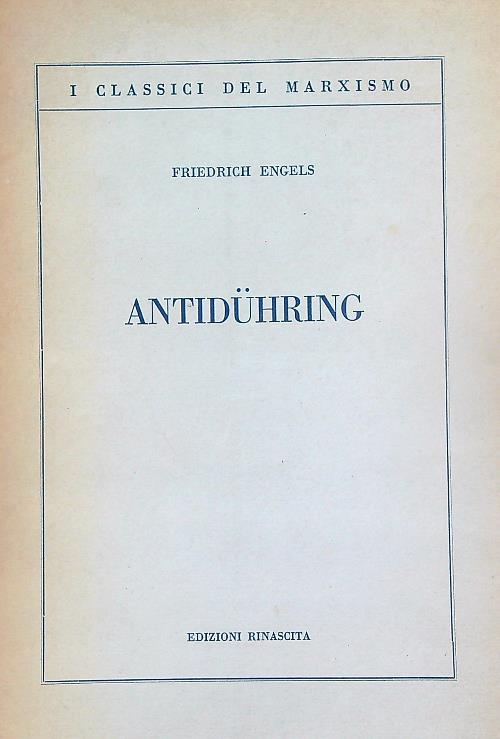 I CLASSICI DEL MARXISMO
FRIEDRICH ENGELS
ANTIDÜHRING
EDIZIONI RINASCITA